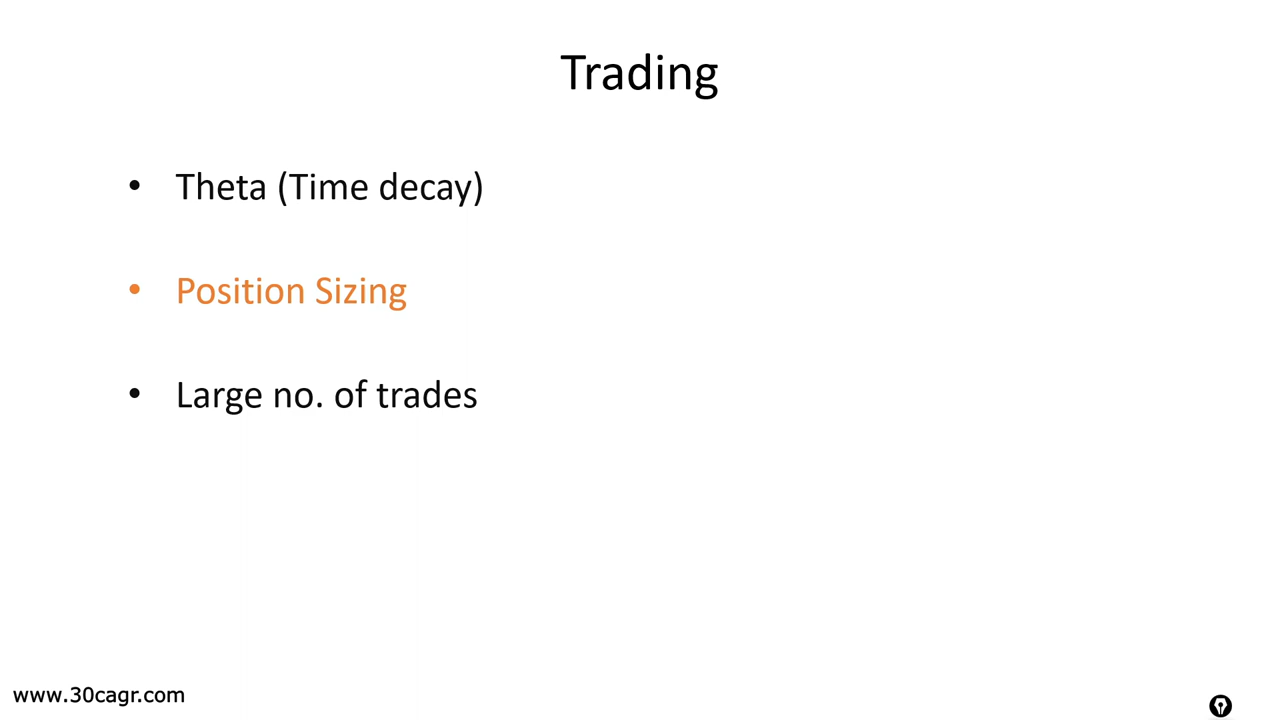 Trading
• Theta (Time decay)
• Position Sizing
• Large no. of trades
www.30cagr.com